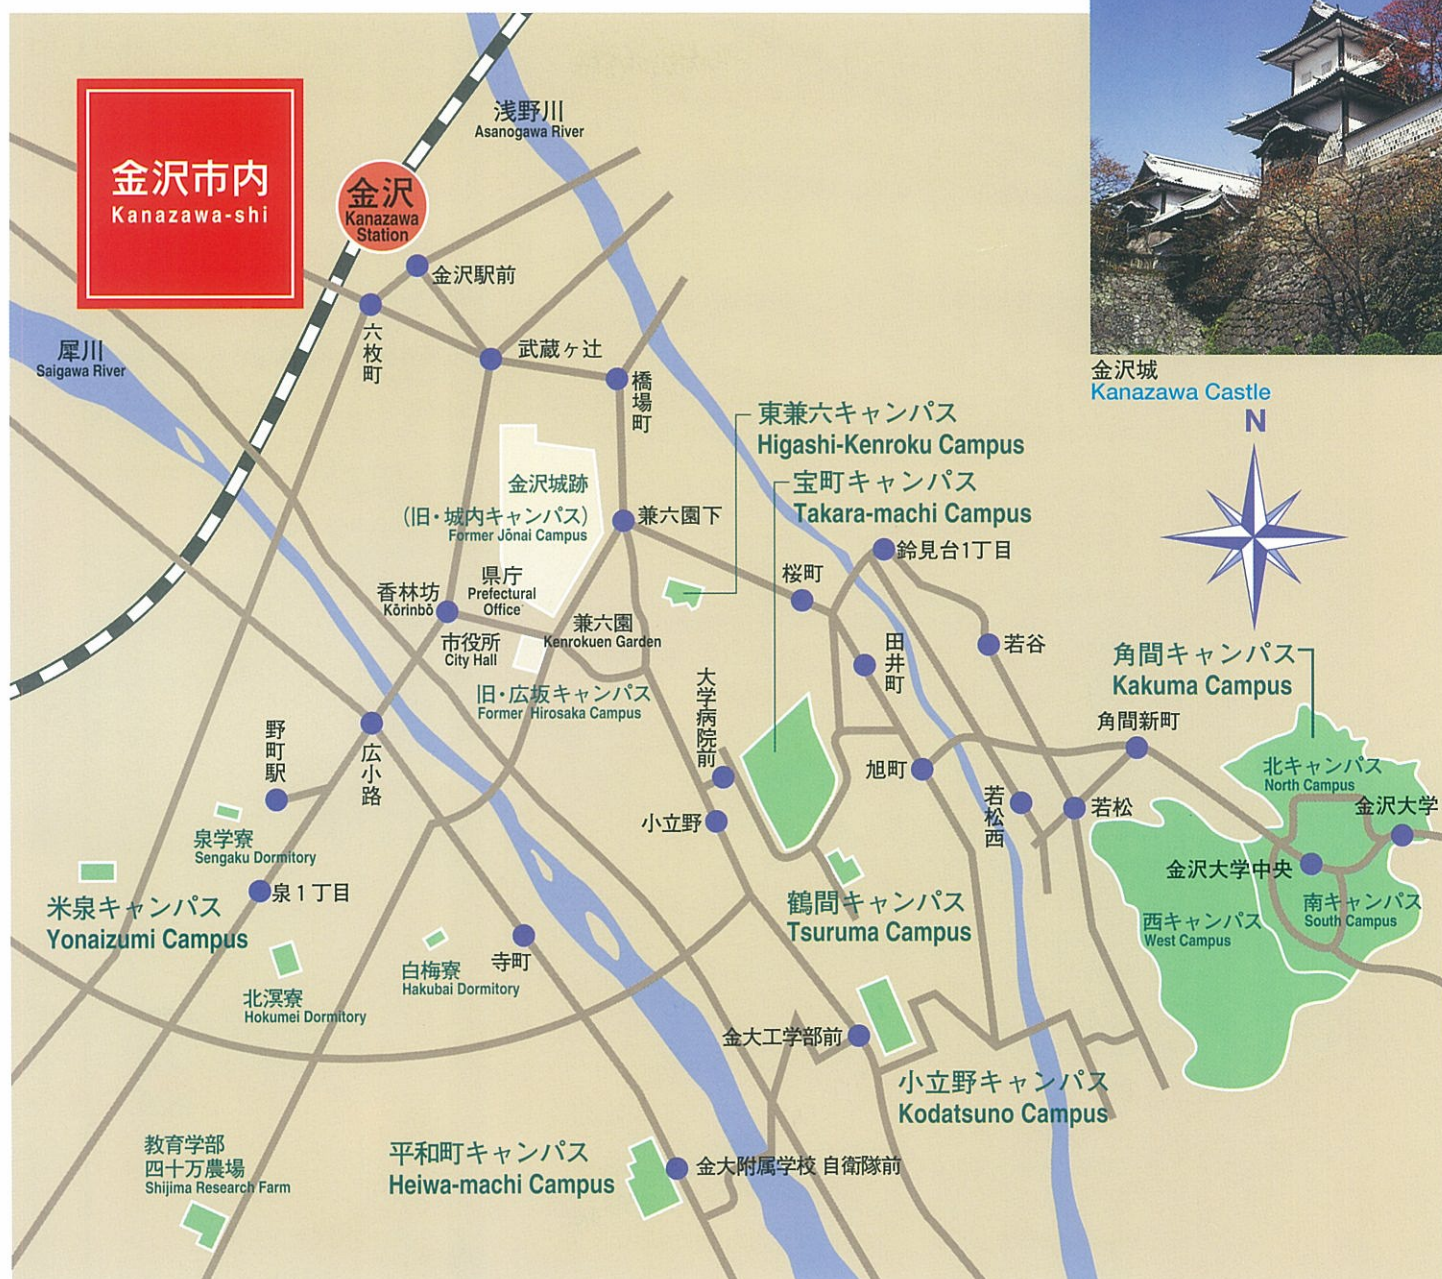 金沢市内
Kanazawa-shi
浅野川
Asanogawa River
金沢
Kanazawa
Station
金沢駅前
六枚町
武蔵ヶ辻
橋場町
犀川
Saigawa River
金沢城
Kanazawa Castle
N
東兼六キャンパス
Higashi-Kenroku Campus
宝町キャンパス
Takara-machi Campus
金沢城跡
(旧・城内キャンパス)
Former Jōnai Campus
兼六園下
鈴見台1丁目
桜町
香林坊
Kōrinbō
県庁
Prefectural
Office
市役所
City Hall
兼六園
Kenrokuen Garden
旧・広坂キャンパス
Former Hirosaka Campus
田井町
若谷
角間キャンパス
Kakuma Campus
大学病院前
野町駅
広小路
角間新町
旭町
若松西
若松
北キャンパス
North Campus
金沢大学
小立野
泉学寮
Sengaku Dormitory
金沢大学中央
泉1丁目
米泉キャンパス
Yonaizumi Campus
鶴間キャンパス
Tsuruma Campus
西キャンパス
West Campus
南キャンパス
South Campus
寺町
白梅寮
Hakubai Dormitory
北溟寮
Hokumei Dormitory
金大工学部前
小立野キャンパス
Kodatsuno Campus
教育学部
四十万農場
Shijima Research Farm
平和町キャンパス
Heiwa-machi Campus
金大附属学校 自衛隊前